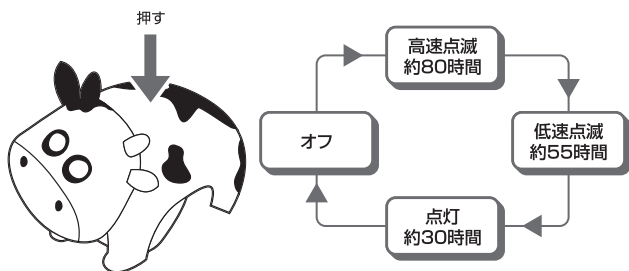 押す
高速点滅
約80時間
低速点滅
約55時間
点灯
約30時間
オフ